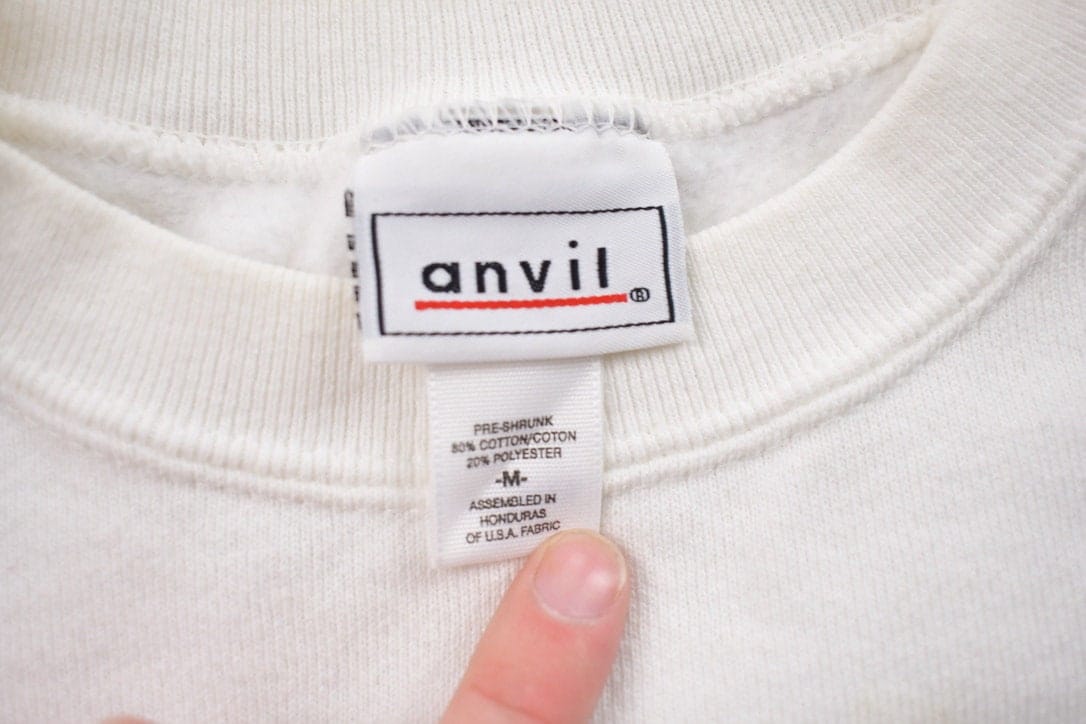 anvil®
PRE-SHRUNK
80% COTTON/COTON
20% POLYESTER
-M-
ASSEMBLED IN
HONDURAS
OF U.S.A. FABRIC